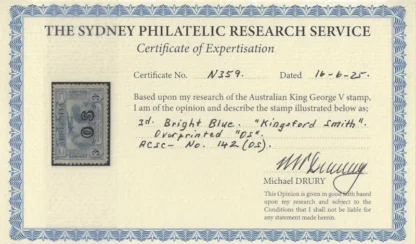 THE SYDNEY PHILATELIC RESEARCH SERVICE
Certificate of Expertisation
Certificate No. N359. Dated 16-6-25.
Based upon my research of the Australian King George V stamp,
I am of the opinion and describe the stamp illustrated below as;
3d. Bright Blue. "Kingsford Smith".
Overprinted "OS".
ACSC- No. 142 (OS).
OS
Michael DRURY
This Opinion is given in good faith based
upon my research and subject to the
Conditions that I shall not be liable for
any statement made herein.